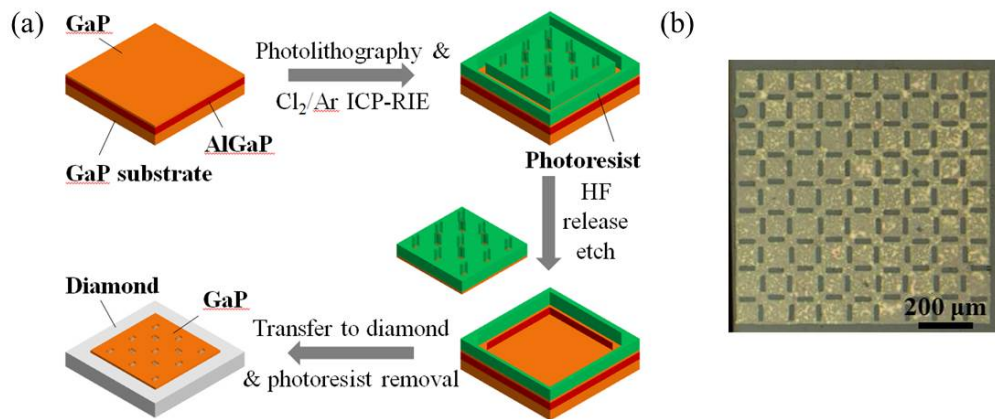 (a)
GaP
AlGaP
GaP substrate
Photolithography &
Cl₂/Ar ICP-RIE
Photoresist
HF
release
etch
Transfer to diamond
& photoresist removal
Diamond
GaP
(b)
200 μm